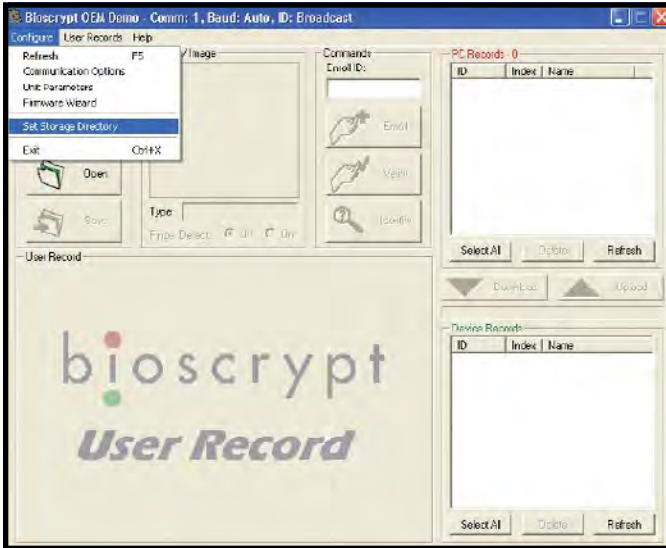 Bioscrypt OEM Demo - Comm: 1, Baud: Auto, ID: Broadcast
Configure User Records Help
Refresh F5
Communication Options
Unit Parameters
Firmware Wizard
Set Storage Directory
Exit Ctrl+X
/ Image
Open
Save
Type
Commands
Enroll ID:
Enroll
Verify
Identify
PC Records - 0
ID Index Name
Select All Delete Refresh
Download Upload
User Record
bioscrypt
User Record
Device Records
ID Index Name
Select All Delete Refresh